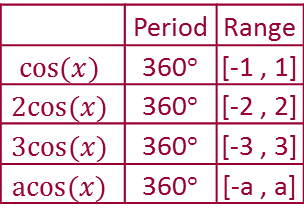 Period Range
cos(x) 360° [-1 , 1]
2cos(x) 360° [-2 , 2]
3cos(x) 360° [-3 , 3]
acos(x) 360° [-a , a]